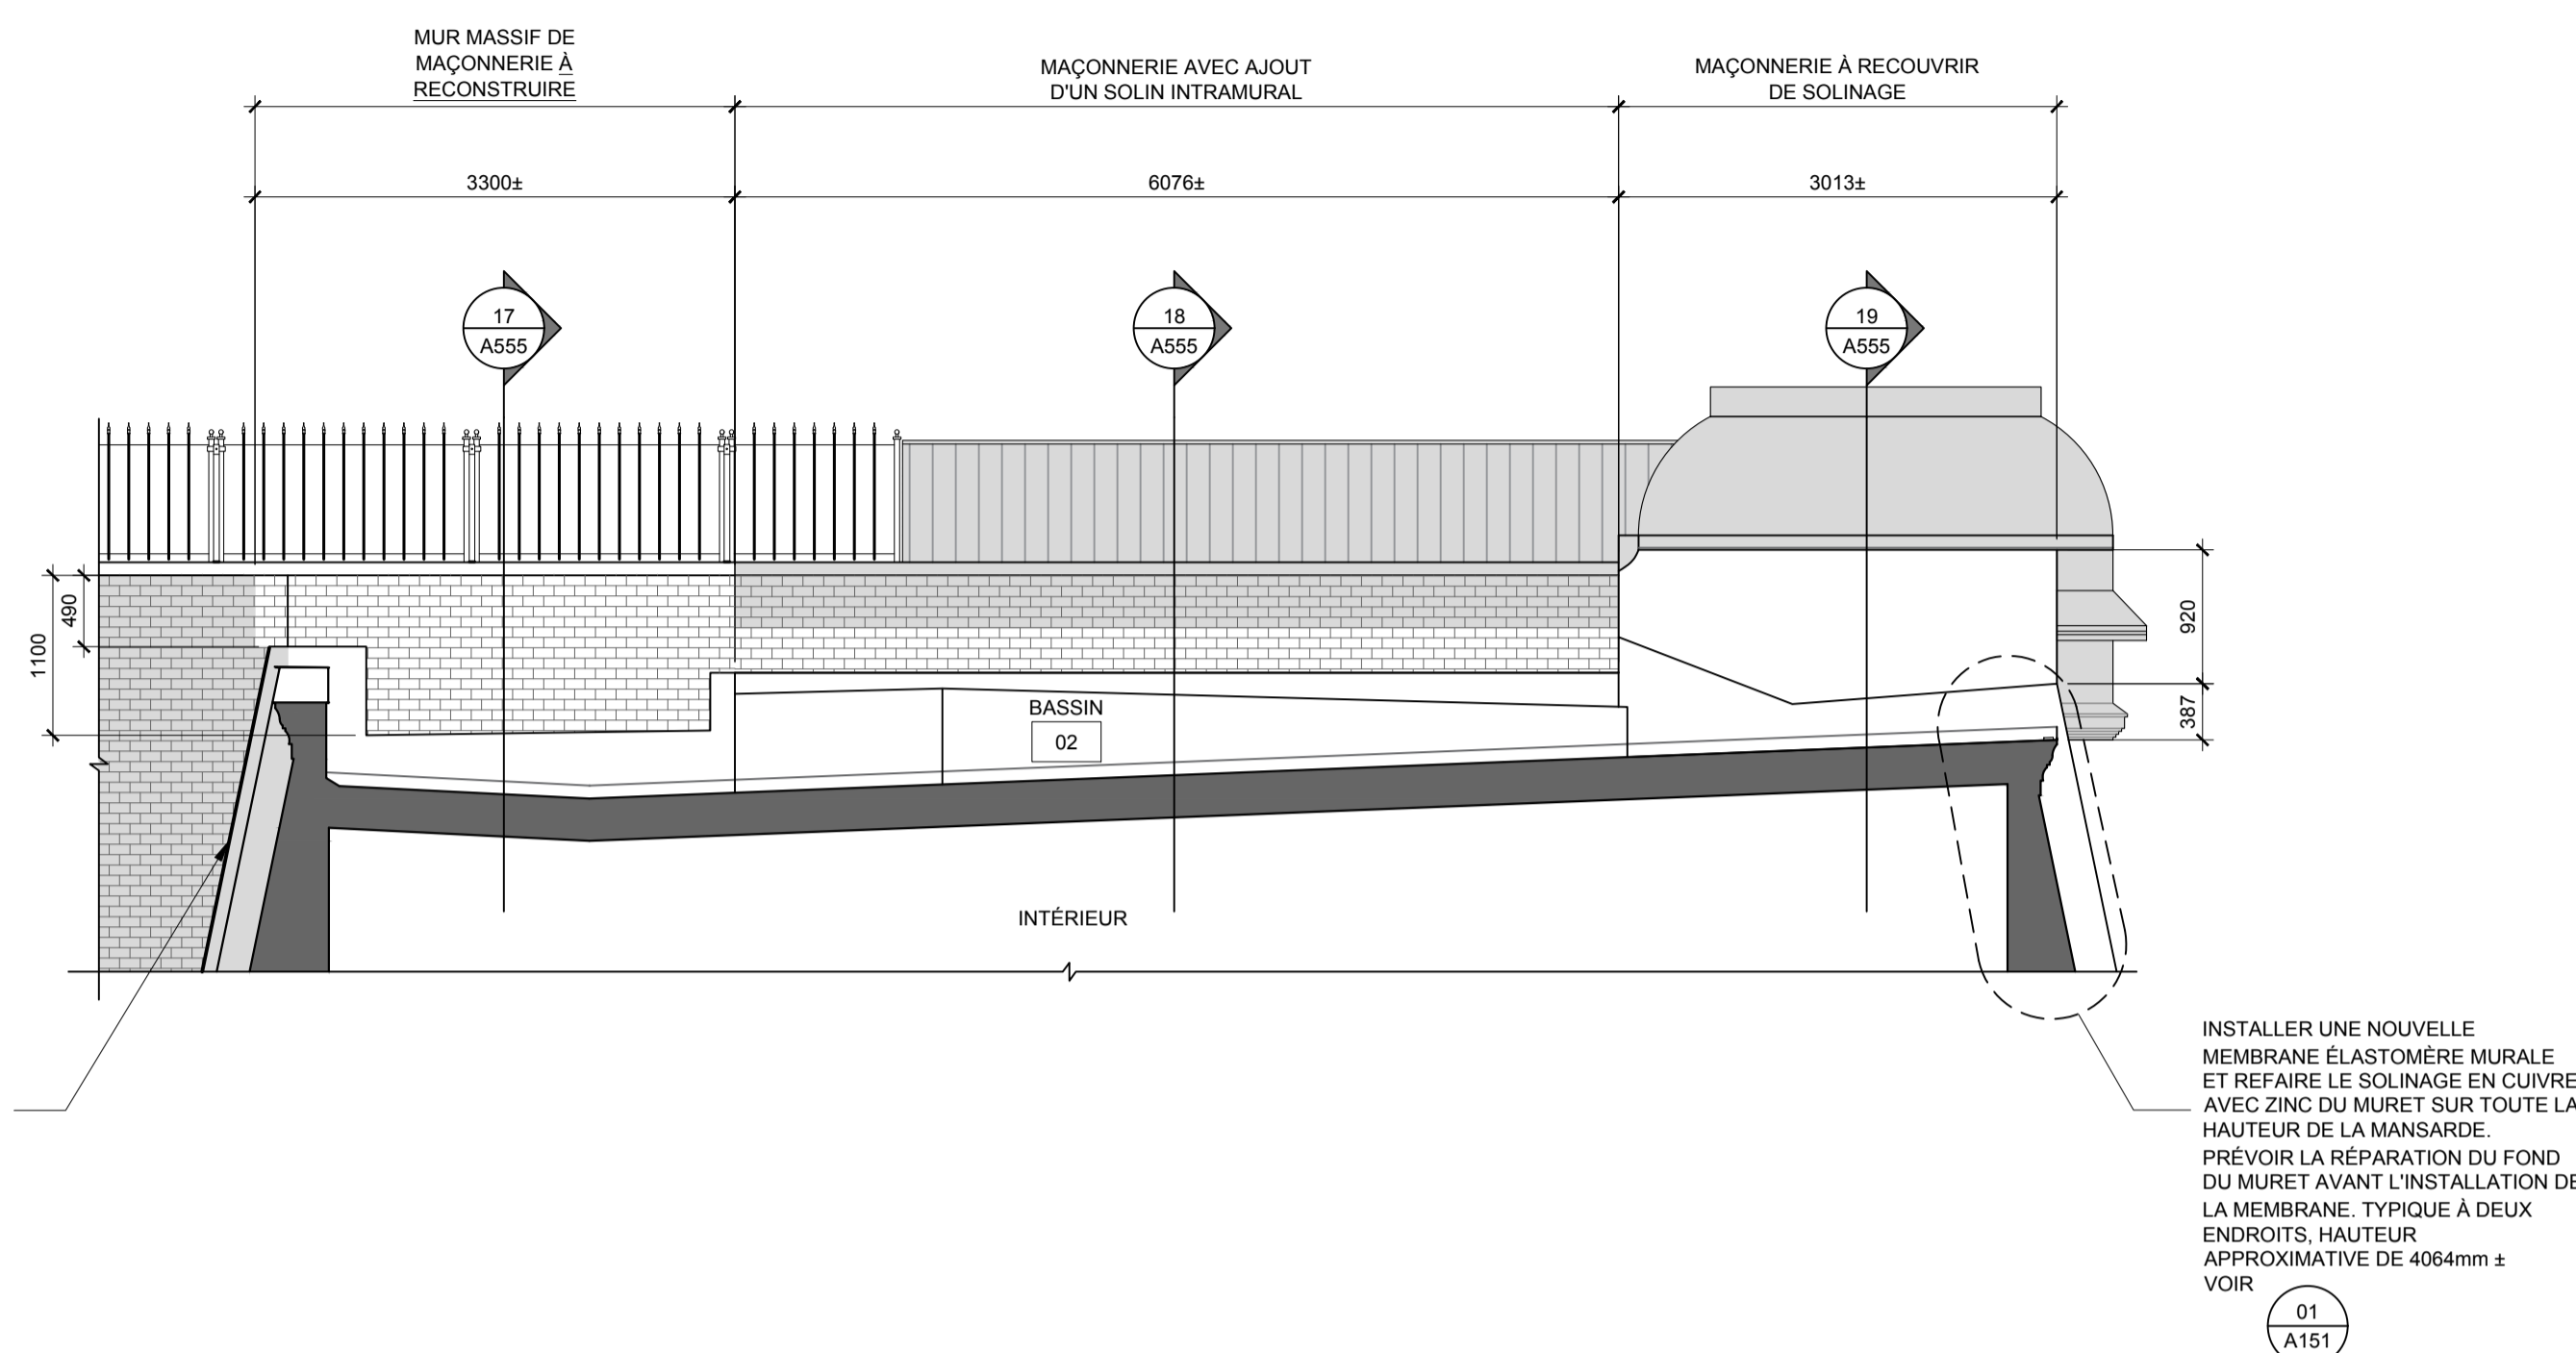 MUR MASSIF DE
MAÇONNERIE À
RECONSTRUIRE
MAÇONNERIE AVEC AJOUT
D'UN SOLIN INTRAMURAL
MAÇONNERIE À RECOUVRIR
DE SOLINAGE
3300±
6076±
3013±
17
A555
18
A555
19
A555
490
1100
920
387
BASSIN
02
INTÉRIEUR
INSTALLER UNE NOUVELLE
MEMBRANE ÉLASTOMÈRE MURALE
ET REFAIRE LE SOLINAGE EN CUIVRE
AVEC ZINC DU MURET SUR TOUTE LA
HAUTEUR DE LA MANSARDE.
PRÉVOIR LA RÉPARATION DU FOND
DU MURET AVANT L'INSTALLATION DE
LA MEMBRANE. TYPIQUE À DEUX
ENDROITS, HAUTEUR
APPROXIMATIVE DE 4064mm ±
VOIR
01
A151